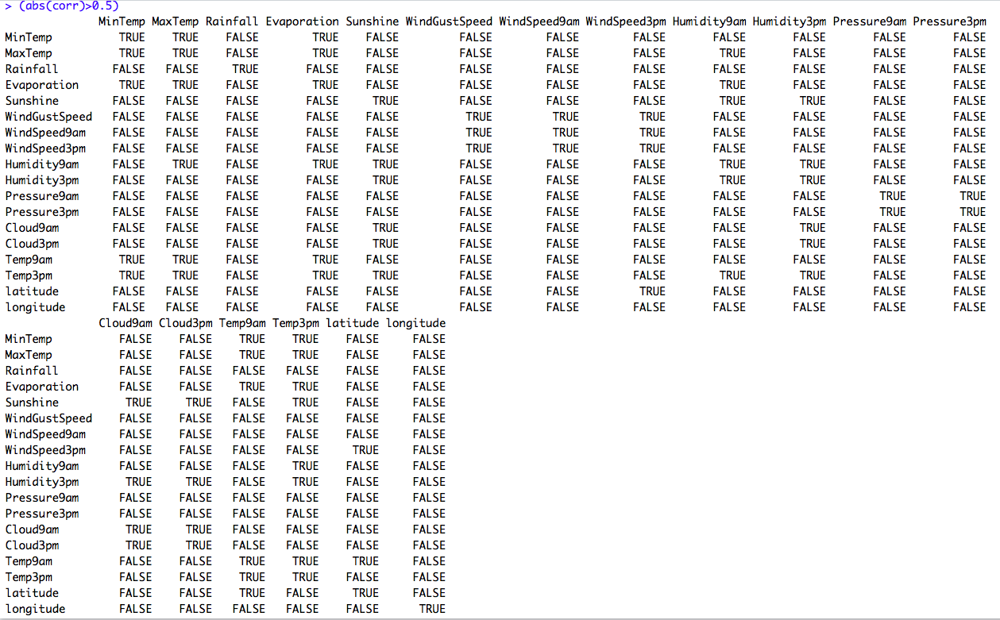 > (abs(corr)>0.5)
MinTemp MaxTemp Rainfall Evaporation Sunshine WindGustSpeed WindSpeed9am WindSpeed3pm Humidity9am Humidity3pm Pressure9am Pressure3pm
MinTemp TRUE TRUE FALSE TRUE FALSE FALSE FALSE FALSE FALSE FALSE FALSE FALSE
MaxTemp TRUE TRUE FALSE TRUE FALSE FALSE FALSE FALSE TRUE FALSE FALSE FALSE
Rainfall FALSE FALSE TRUE FALSE FALSE FALSE FALSE FALSE FALSE FALSE FALSE FALSE
Evaporation TRUE TRUE FALSE TRUE FALSE FALSE FALSE FALSE TRUE FALSE FALSE FALSE
Sunshine FALSE FALSE FALSE FALSE TRUE FALSE FALSE FALSE TRUE TRUE FALSE FALSE
WindGustSpeed FALSE FALSE FALSE FALSE FALSE TRUE TRUE TRUE FALSE FALSE FALSE FALSE
WindSpeed9am FALSE FALSE FALSE FALSE FALSE TRUE TRUE TRUE FALSE FALSE FALSE FALSE
WindSpeed3pm FALSE FALSE FALSE FALSE FALSE TRUE TRUE TRUE FALSE FALSE FALSE FALSE
Humidity9am FALSE TRUE FALSE TRUE TRUE FALSE FALSE FALSE TRUE TRUE FALSE FALSE
Humidity3pm FALSE FALSE FALSE FALSE TRUE FALSE FALSE FALSE TRUE TRUE FALSE FALSE
Pressure9am FALSE FALSE FALSE FALSE FALSE FALSE FALSE FALSE FALSE FALSE TRUE TRUE
Pressure3pm FALSE FALSE FALSE FALSE FALSE FALSE FALSE FALSE FALSE FALSE TRUE TRUE
Cloud9am FALSE FALSE FALSE FALSE TRUE FALSE FALSE FALSE FALSE TRUE FALSE FALSE
Cloud3pm FALSE FALSE FALSE FALSE TRUE FALSE FALSE FALSE FALSE TRUE FALSE FALSE
Temp9am TRUE TRUE FALSE TRUE FALSE FALSE FALSE FALSE FALSE FALSE FALSE FALSE
Temp3pm TRUE TRUE FALSE TRUE TRUE FALSE FALSE FALSE TRUE TRUE FALSE FALSE
latitude FALSE FALSE FALSE FALSE FALSE FALSE FALSE TRUE FALSE FALSE FALSE FALSE
longitude FALSE FALSE FALSE FALSE FALSE FALSE FALSE FALSE FALSE FALSE FALSE FALSE
Cloud9am Cloud3pm Temp9am Temp3pm latitude longitude
MinTemp FALSE FALSE TRUE TRUE FALSE FALSE
MaxTemp FALSE FALSE TRUE TRUE FALSE FALSE
Rainfall FALSE FALSE FALSE FALSE FALSE FALSE
Evaporation FALSE FALSE TRUE TRUE FALSE FALSE
Sunshine TRUE TRUE FALSE TRUE FALSE FALSE
WindGustSpeed FALSE FALSE FALSE FALSE FALSE FALSE
WindSpeed9am FALSE FALSE FALSE FALSE FALSE FALSE
WindSpeed3pm FALSE FALSE FALSE FALSE TRUE FALSE
Humidity9am FALSE FALSE FALSE TRUE FALSE FALSE
Humidity3pm TRUE TRUE FALSE TRUE FALSE FALSE
Pressure9am FALSE FALSE FALSE FALSE FALSE FALSE
Pressure3pm FALSE FALSE FALSE FALSE FALSE FALSE
Cloud9am TRUE TRUE FALSE FALSE FALSE FALSE
Cloud3pm TRUE TRUE FALSE FALSE FALSE FALSE
Temp9am FALSE FALSE TRUE TRUE TRUE FALSE
Temp3pm FALSE FALSE TRUE TRUE FALSE FALSE
latitude FALSE FALSE TRUE FALSE TRUE FALSE
longitude FALSE FALSE FALSE FALSE FALSE TRUE